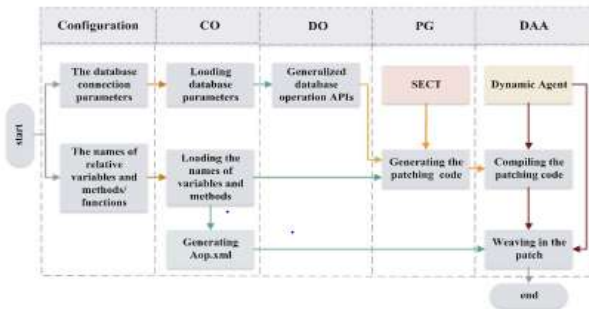 Configuration
CO
DO
PG
DAA
start
The database
connection
parameters
Loading
database
parameters
Generalized
database
operation APIs
SECT
Dynamic Agent
The names of
relative
variables and
methods/
functions
Loading the
names of
variables and
methods
Generating the
patching code
Compiling the
patching code
Generating
Aop.xml
Weaving in the
patch
end